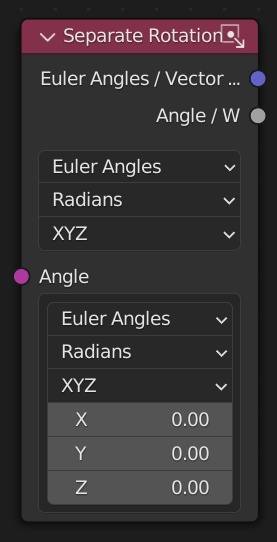 Separate Rotation
Euler Angles / Vector ...
Angle / W
Euler Angles
Radians
XYZ
Angle
Euler Angles
Radians
XYZ
X 0.00
Y 0.00
Z 0.00